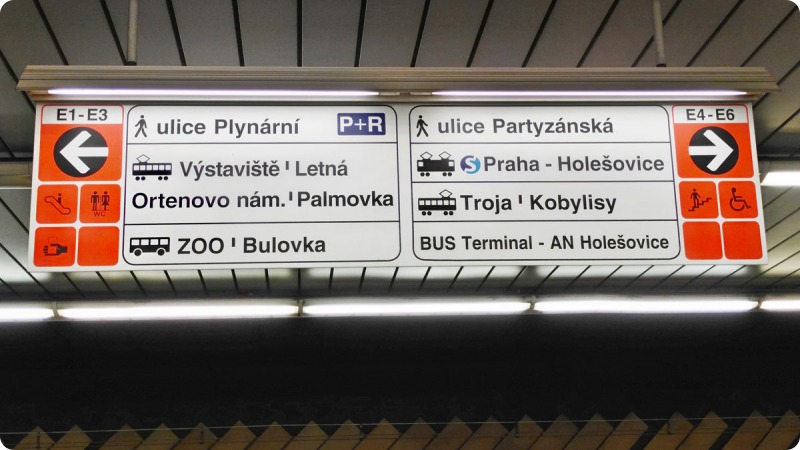 E1-E3
WC
ulice Plynární P+R
Výstaviště ' Letná
Ortenovo nám.' Palmovka
ZOO ' Bulovka
ulice Partyzánská
S Praha - Holešovice
Troja ' Kobylisy
BUS Terminal - AN Holešovice
E4-E6